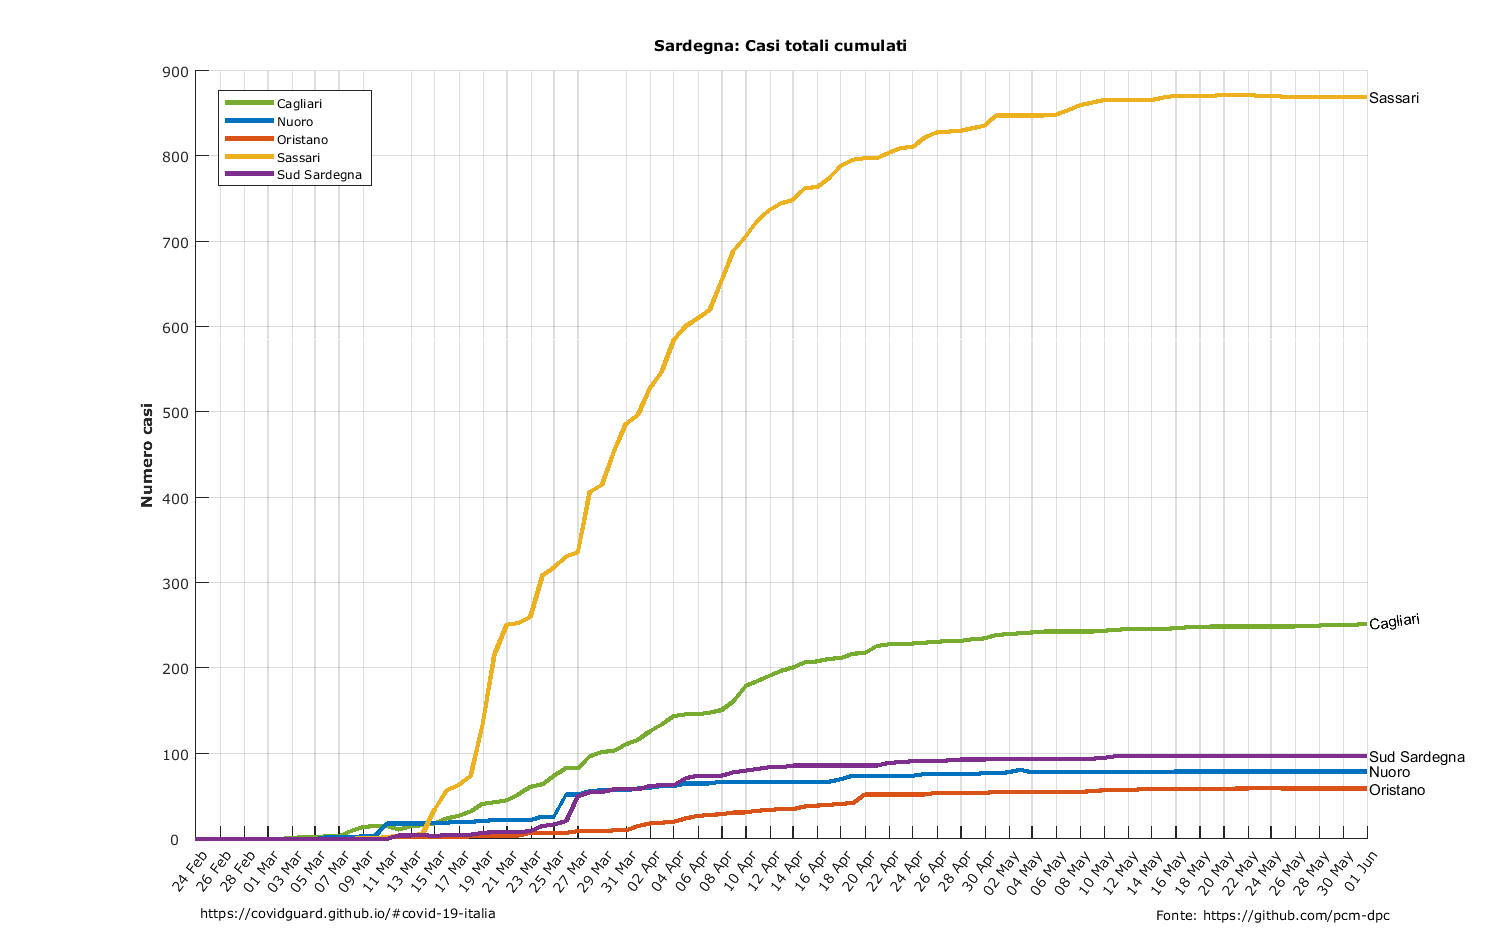 Sardegna: Casi totali cumulati
900
800
700
600
500
400
300
200
100
0
Numero casi
Cagliari
Nuoro
Oristano
Sassari
Sud Sardegna
Sassari
Cagliari
Sud Sardegna
Nuoro
Oristano
24 Feb
26 Feb
28 Feb
01 Mar
03 Mar
05 Mar
07 Mar
09 Mar
11 Mar
13 Mar
15 Mar
17 Mar
19 Mar
21 Mar
23 Mar
25 Mar
27 Mar
29 Mar
31 Mar
02 Apr
04 Apr
06 Apr
08 Apr
10 Apr
12 Apr
14 Apr
16 Apr
18 Apr
20 Apr
22 Apr
24 Apr
26 Apr
28 Apr
30 Apr
02 May
04 May
06 May
08 May
10 May
12 May
14 May
16 May
18 May
20 May
22 May
24 May
26 May
28 May
30 May
01 Jun
https://covidguard.github.io/#covid-19-italia
Fonte: https://github.com/pcm-dpc